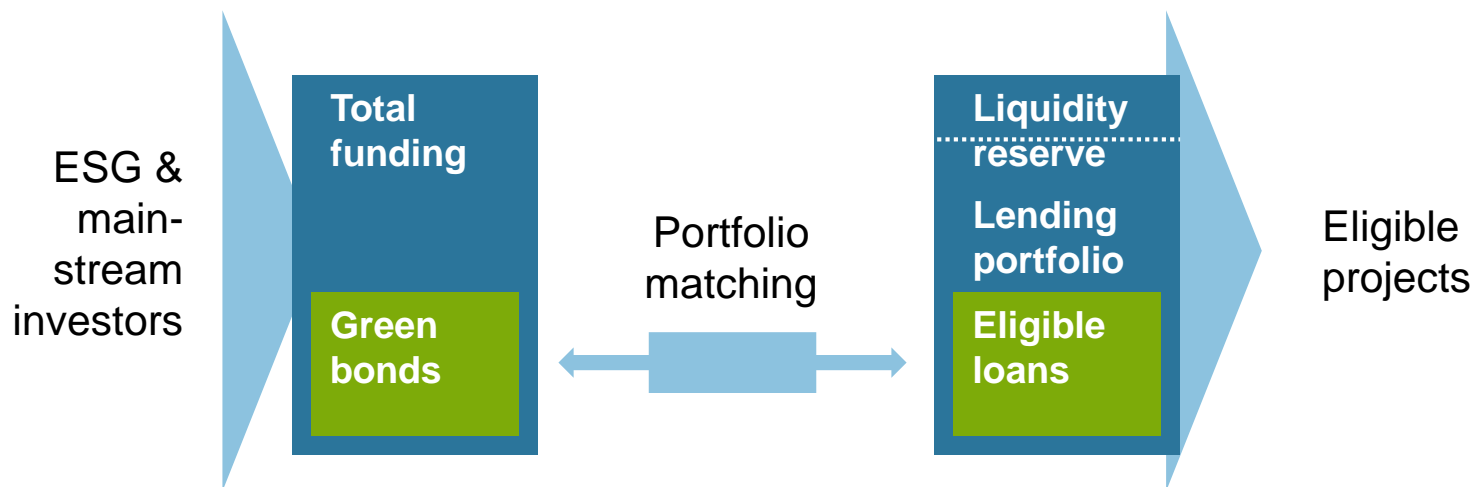 ESG &
main-
stream
investors
Total
funding
Green
bonds
Portfolio
matching
Liquidity
reserve
Lending
portfolio
Eligible
loans
Eligible
projects